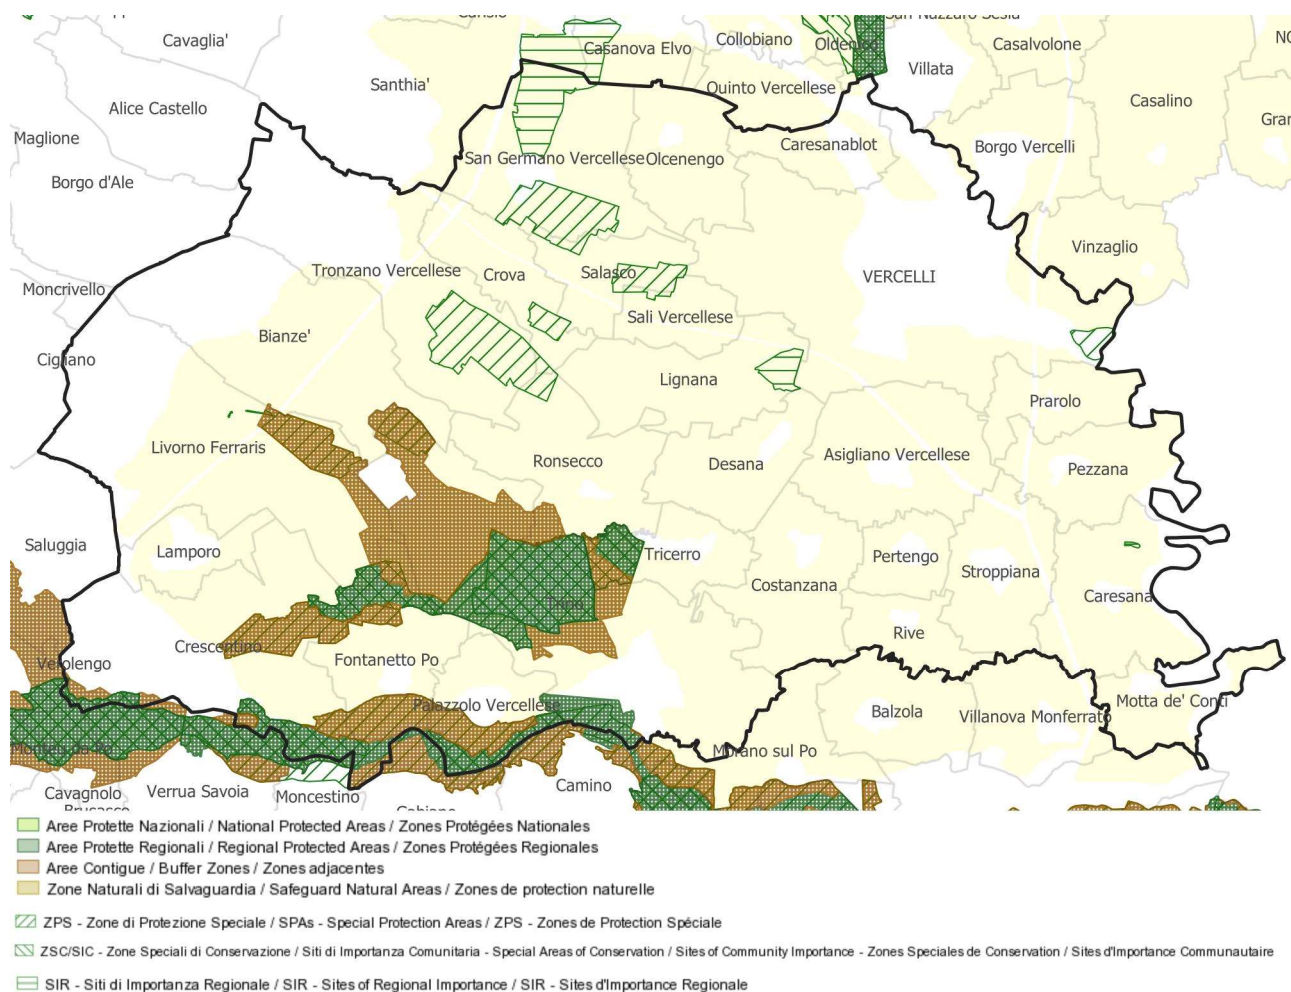 San Nazzaro Sesia
Cavaglia'
Collobiano
Casalvolone
Casanova Elvo
Villata
Santhia'
Quinto Vercellese
Casalino
Alice Castello
Maglione
Caresanablot
Borgo Vercelli
San Germano Vercellese
Olcenengo
Borgo d'Ale
Vinzaglio
Tronzano Vercellese
Crova
Salasco
VERCELLI
Moncrivello
Sali Vercellese
Bianze'
Cigliano
Lignana
Prarolo
Livorno Ferraris
Ronsecco
Desana
Asigliano Vercellese
Pezzana
Saluggia
Lamporo
Tricerro
Pertengo
Costanzana
Stroppiana
Caresana
Trino
Rive
Crescentino
Fontanetto Po
Verolengo
Palazzolo Vercellese
Motta de' Conti
Balzola
Villanova Monferrato
Morano sul Po
Camino
Cavagnolo
Verrua Savoia
Moncestino
Aree Protette Nazionali / National Protected Areas / Zones Protégées Nationales
Aree Protette Regionali / Regional Protected Areas / Zones Protégées Regionales
Aree Contigue / Buffer Zones / Zones adjacentes
Zone Naturali di Salvaguardia / Safeguard Natural Areas / Zones de protection naturelle
ZPS - Zone di Protezione Speciale / SPAs - Special Protection Areas / ZPS - Zones de Protection Spéciale
ZSC/SIC - Zone Speciali di Conservazione / Siti di Importanza Comunitaria - Special Areas of Conservation / Sites of Community Importance - Zones Speciales de Conservation / Sites d'Importance Communautaire
SIR - Siti di Importanza Regionale / SIR - Sites of Regional Importance / SIR - Sites d'Importance Regionale